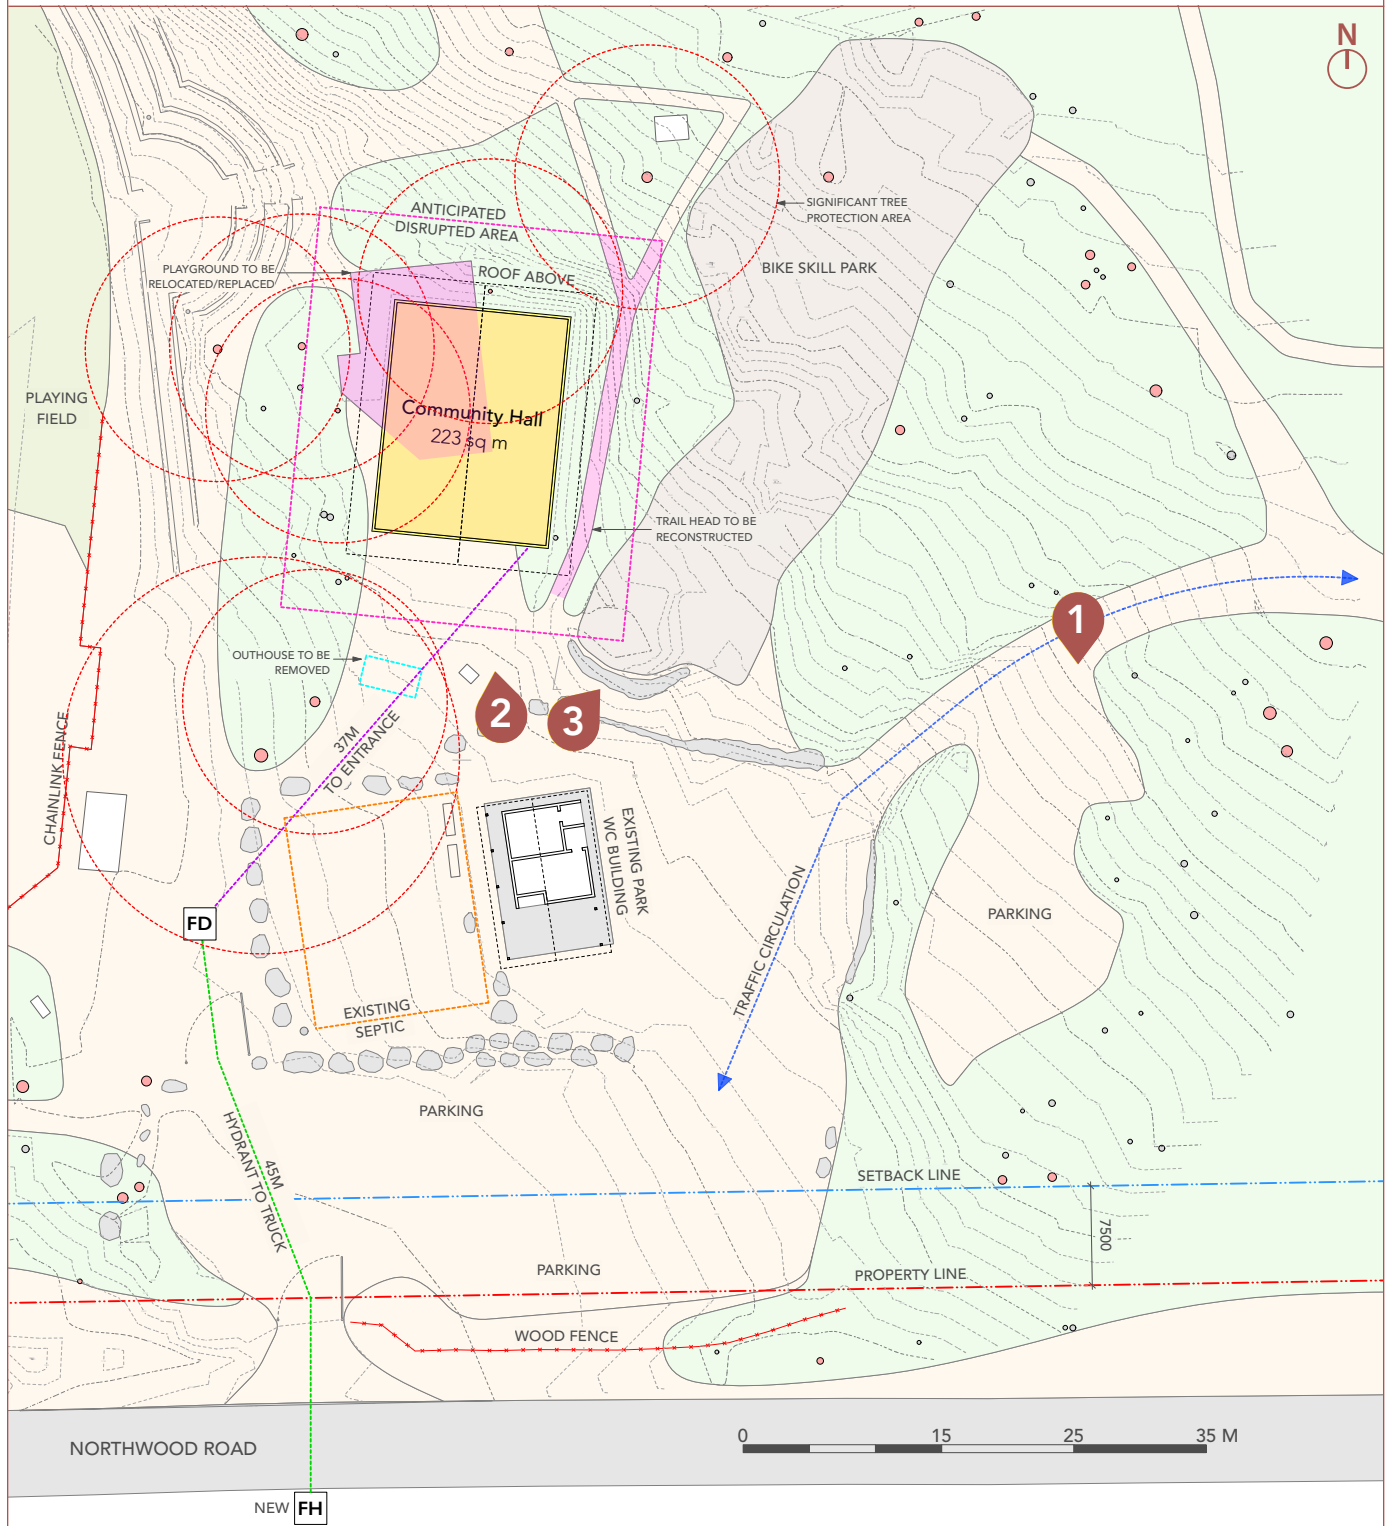 N
ANTICIPATED
DISRUPTED AREA
SIGNIFICANT TREE
PROTECTION AREA
PLAYGROUND TO BE
RELOCATED/REPLACED
ROOF ABOVE
BIKE SKILL PARK
PLAYING
FIELD
Community Hall
223 sq m
TRAIL HEAD TO BE
RECONSTRUCTED
1
OUTHOUSE TO BE
REMOVED
2
3
37M
TO ENTRANCE
CHAINLINK FENCE
EXISTING PARK
WC BUILDING
TRAFFIC CIRCULATION
PARKING
FD
EXISTING
SEPTIC
PARKING
45M
HYDRANT TO TRUCK
SETBACK LINE
7500
PARKING
PROPERTY LINE
WOOD FENCE
NORTHWOOD ROAD
0 15 25 35 M
NEW FH